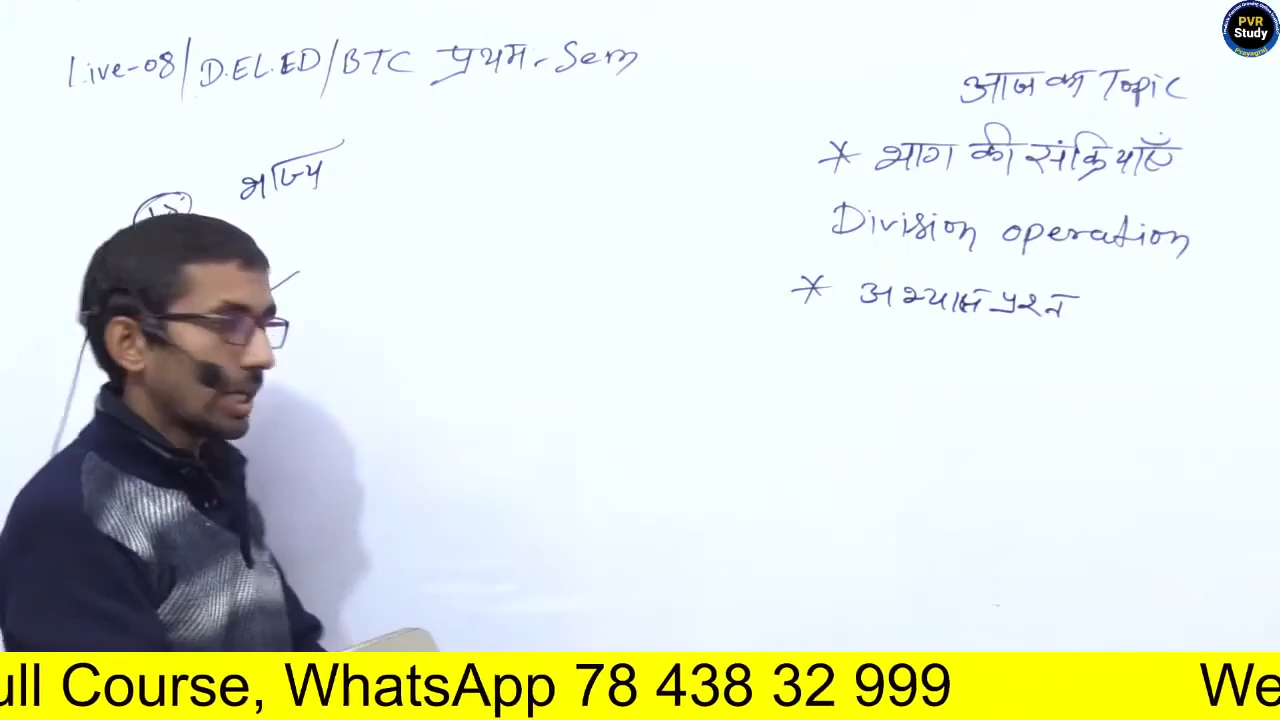 Live-08/D.EL.ED/BTC प्रथम - Sem
आज का Topic
* भाग की संक्रियाएँ
Division operation
* अभ्यास प्रश्न
भाज्य
PVR
Study
Prayagraj
ull Course, WhatsApp 78 438 32 999
We